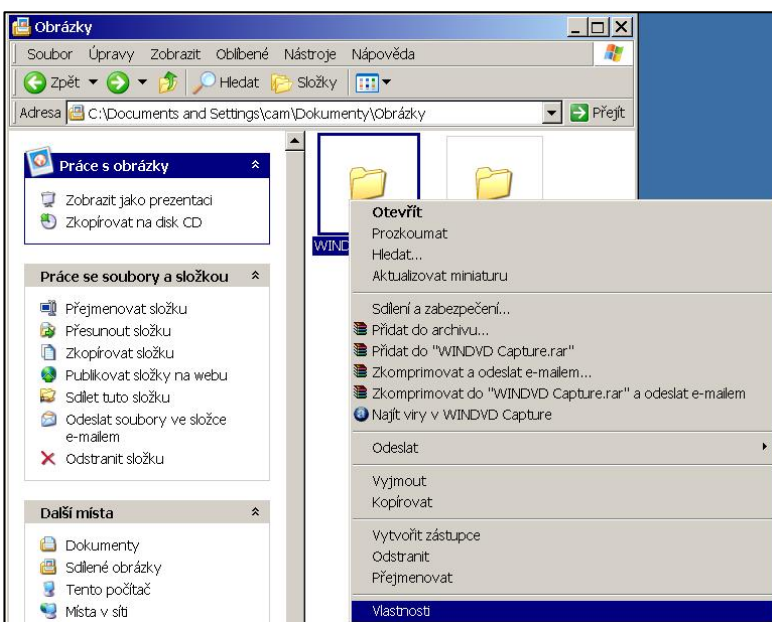 Obrázky
Soubor Úpravy Zobrazit Oblíbené Nástroje Nápověda
Zpět Hledat Složky
Adresa C:\Documents and Settings\cam\Dokumenty\Obrázky Přejít
Práce s obrázky
Zobrazit jako prezentaci
Zkopírovat na disk CD
Práce se soubory a složkou
Přejmenovat složku
Přesunout složku
Zkopírovat složku
Publikovat složky na webu
Sdílet tuto složku
Odeslat soubory ve složce
e-mailem
Odstranit složku
Další místa
Dokumenty
Sdílené obrázky
Tento počítač
Místa v síti
WIND
Otevřít
Prozkoumat
Hledat...
Aktualizovat miniaturu
Sdílení a zabezpečení...
Přidat do archivu...
Přidat do "WINDVD Capture.rar"
Zkomprimovat a odeslat e-mailem...
Zkomprimovat do "WINDVD Capture.rar" a odeslat e-mailem
Najít viry v WINDVD Capture
Odeslat
Vyjmout
Kopírovat
Vytvořit zástupce
Odstranit
Přejmenovat
Vlastnosti